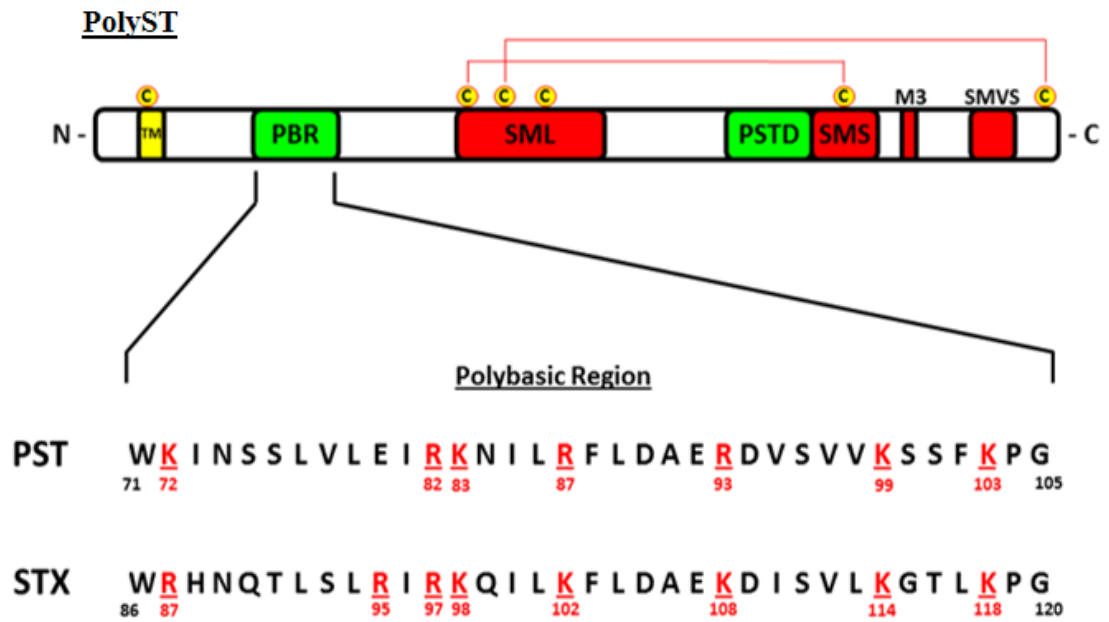 PolyST
C C C C C M3 SMVS C
N - TM PBR SML PSTD SMS - C
Polybasic Region
PST W K I N S S L V L E I R K N I L R F L D A E R D V S V V K S S F K P G
71 72 82 83 87 93 99 103 105
STX W R H N Q T L S L R I R K Q I L K F L D A E K D I S V L K G T L K P G
86 87 95 97 98 102 108 114 118 120